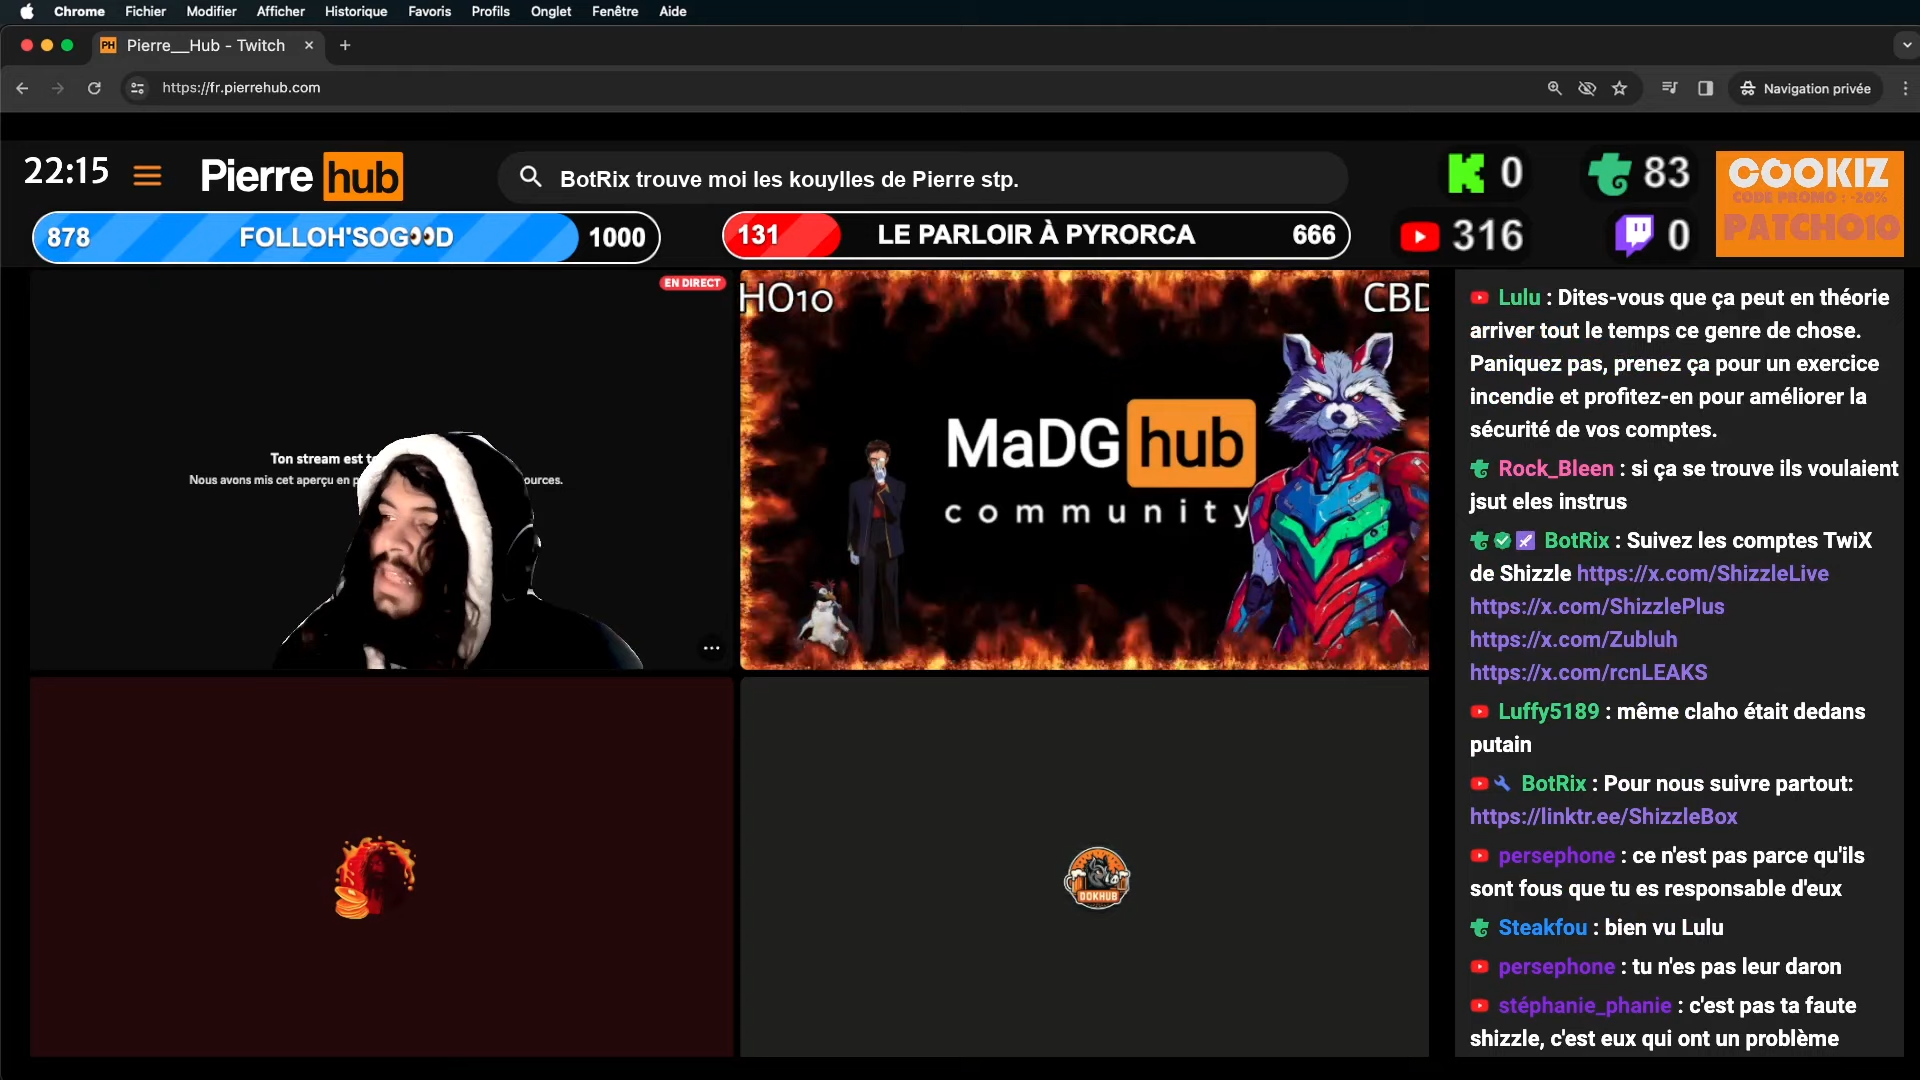 Chrome Fichier Modifier Afficher Historique Favoris Profils Onglet Fenêtre Aide
PH Pierre__Hub - Twitch
https://fr.pierrehub.com
Navigation privée
22:15
Pierre hub
BotRix trouve moi les kouylles de Pierre stp.
0
83
COOKIZ
CODE PROMO : -20%
PATCHO10
878 FOLLOH'SOG👀D 1000
131 LE PARLOIR À PYRORCA 666
316
0
EN DIRECT
Ton stream est
Nous avons mis cet aperçu en
ources.
HO10
CBD
MaDG hub
community
OOKHUB
Lulu : Dites-vous que ça peut en théorie
arriver tout le temps ce genre de chose.
Paniquez pas, prenez ça pour un exercice
incendie et profitez-en pour améliorer la
sécurité de vos comptes.
Rock_Bleen : si ça se trouve ils voulaient
jsut eles instrus
BotRix : Suivez les comptes TwiX
de Shizzle https://x.com/ShizzleLive
https://x.com/ShizzlePlus
https://x.com/Zubluh
https://x.com/rcnLEAKS
Luffy5189 : même claho était dedans
putain
BotRix : Pour nous suivre partout:
https://linktr.ee/ShizzleBox
persephone : ce n'est pas parce qu'ils
sont fous que tu es responsable d'eux
Steakfou : bien vu Lulu
persephone : tu n'es pas leur daron
stéphanie_phanie : c'est pas ta faute
shizzle, c'est eux qui ont un problème